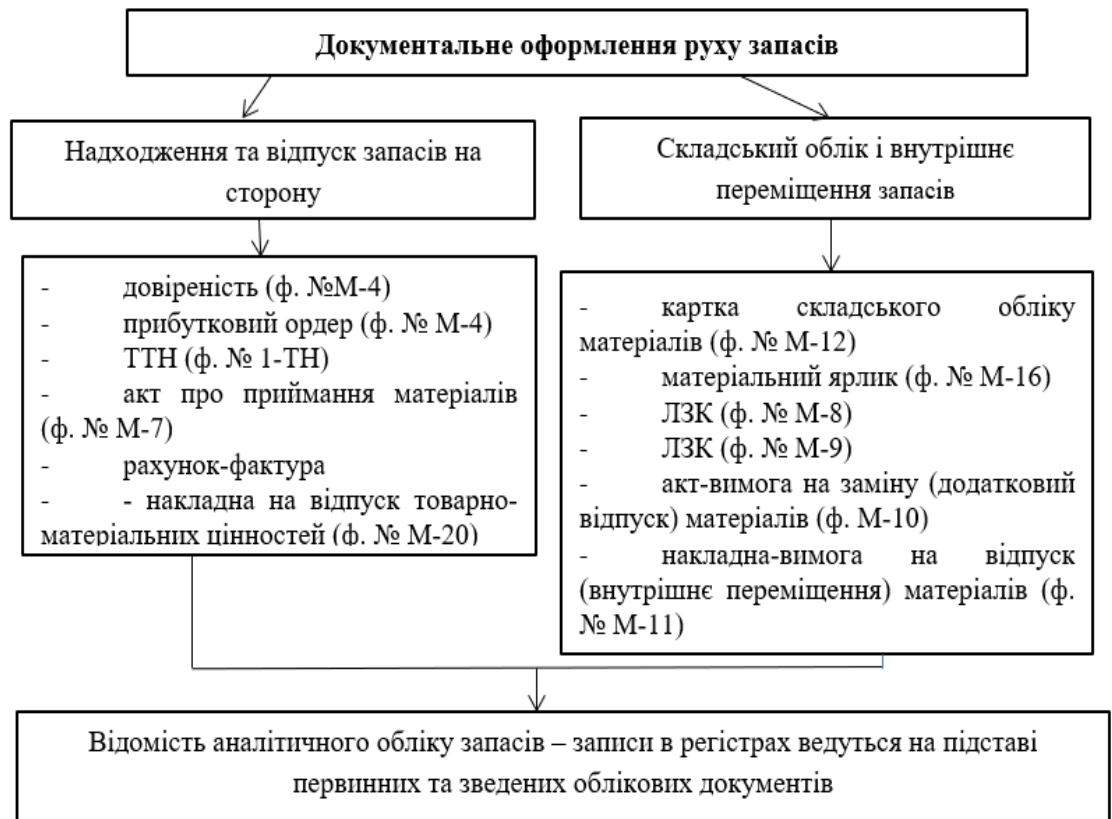 Документальне оформлення руху запасів
Надходження та відпуск запасів на
сторону
Складський облік і внутрішнє
переміщення запасів
- довіреність (ф. №М-4)
- прибутковий ордер (ф. № М-4)
- ТТН (ф. № 1-ТН)
- акт про приймання матеріалів
(ф. № М-7)
- рахунок-фактура
- - накладна на відпуск товарно-
матеріальних цінностей (ф. № М-20)
- картка складського обліку
матеріалів (ф. № М-12)
- матеріальний ярлик (ф. № М-16)
- ЛЗК (ф. № М-8)
- ЛЗК (ф. № М-9)
- акт-вимога на заміну (додатковий
відпуск) матеріалів (ф. М-10)
- накладна-вимога на відпуск
(внутрішнє переміщення) матеріалів (ф.
№ М-11)
Відомість аналітичного обліку запасів – записи в регістрах ведуться на підставі
первинних та зведених облікових документів